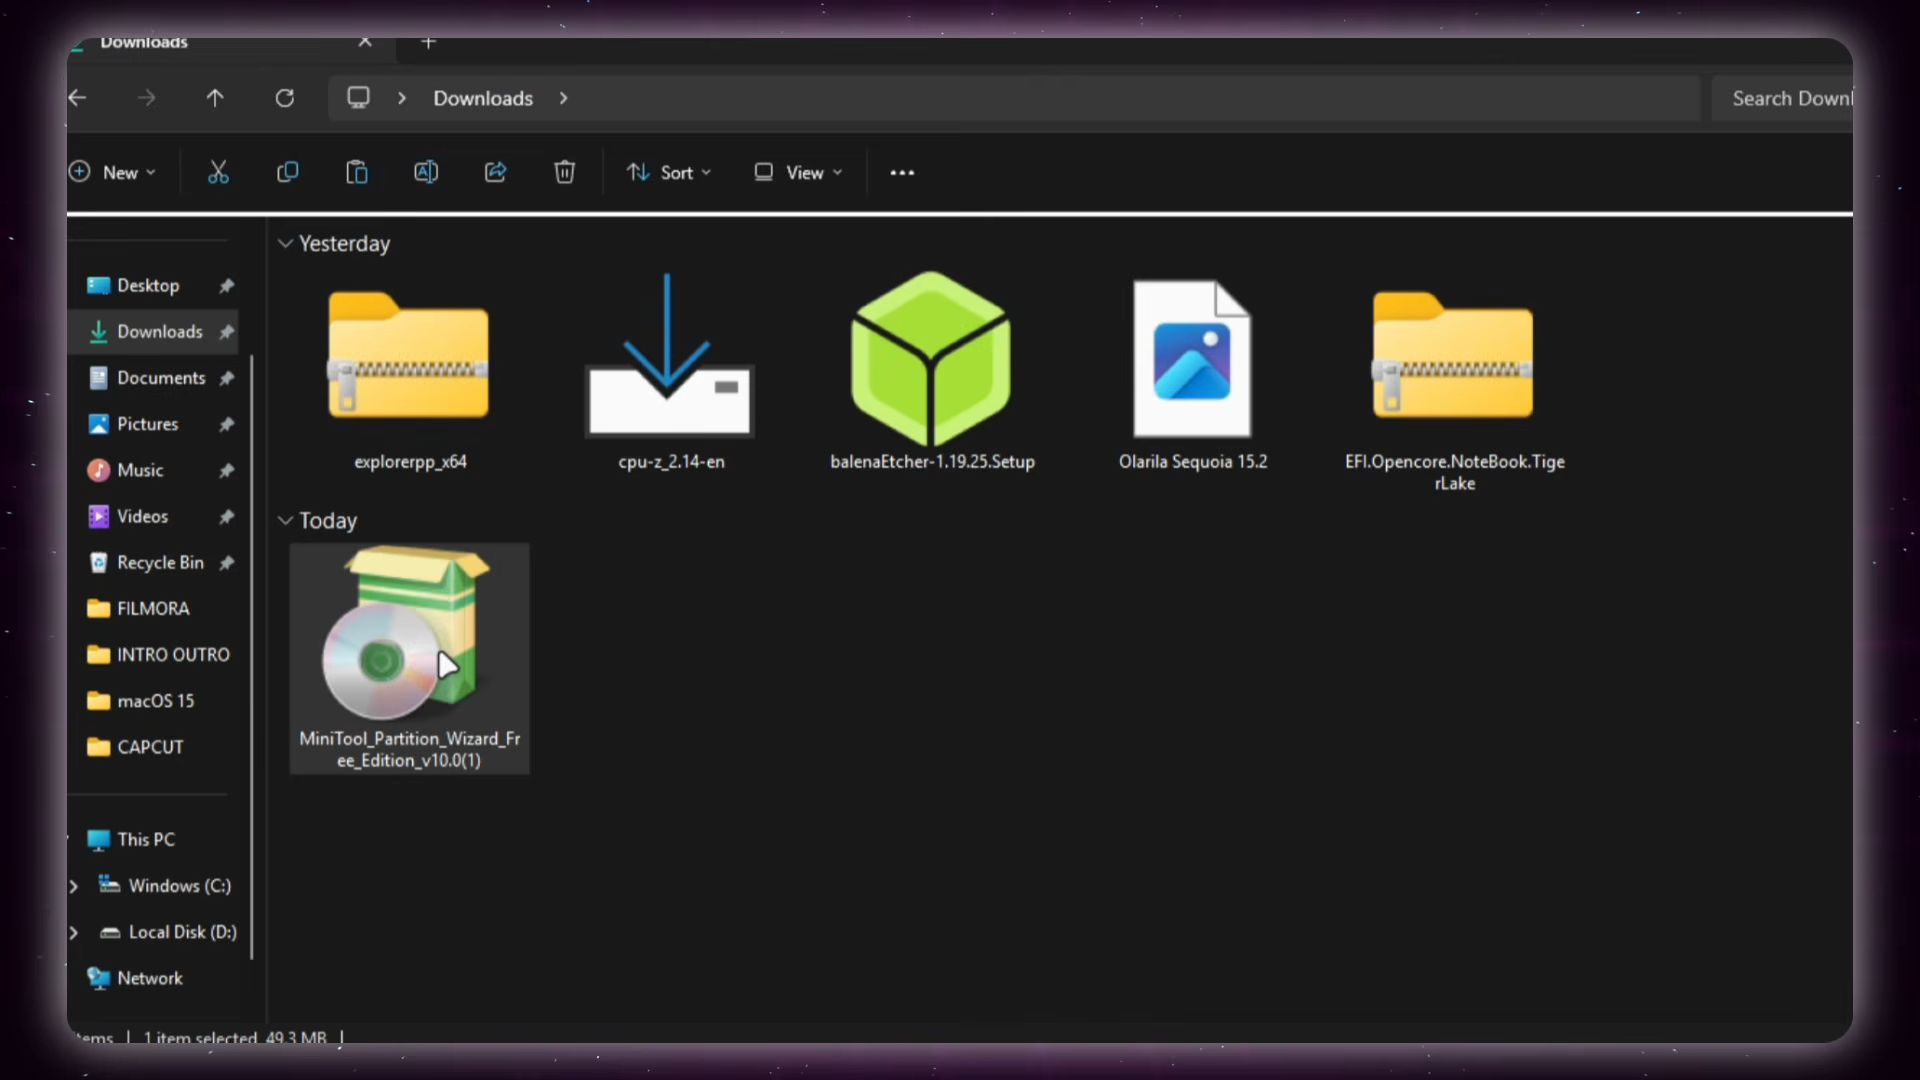 Downloads
Downloads
Search Downl
New
Sort
View
Yesterday
Desktop
Downloads
Documents
Pictures
Music
Videos
Recycle Bin
FILMORA
INTRO OUTRO
macOS 15
CAPCUT
This PC
Windows (C:)
Local Disk (D:)
Network
explorerpp_x64
cpu-z_2.14-en
balenaEtcher-1.19.25.Setup
Olarila Sequoia 15.2
EFI.Opencore.NoteBook.Tige
rLake
Today
MiniTool_Partition_Wizard_Fr
ee_Edition_v10.0(1)
tems | 1 item selected 49.3 MB |